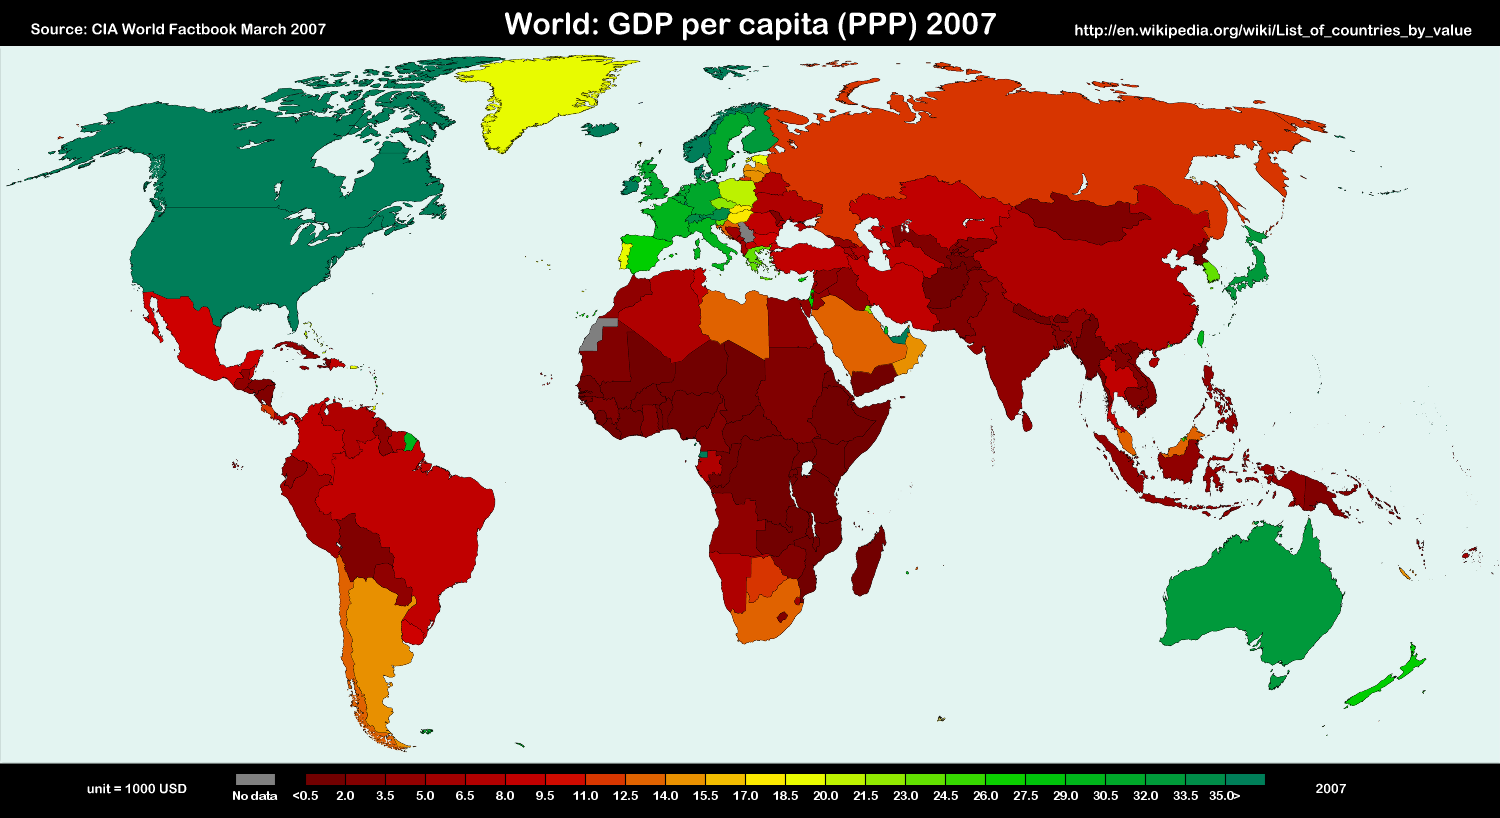 Source: CIA World Factbook March 2007
World: GDP per capita (PPP) 2007
http://en.wikipedia.org/wiki/List_of_countries_by_value
unit = 1000 USD
No data <0.5 2.0 3.5 5.0 6.5 8.0 9.5 11.0 12.5 14.0 15.5 17.0 18.5 20.0 21.5 23.0 24.5 26.0 27.5 29.0 30.5 32.0 33.5 35.0>
2007